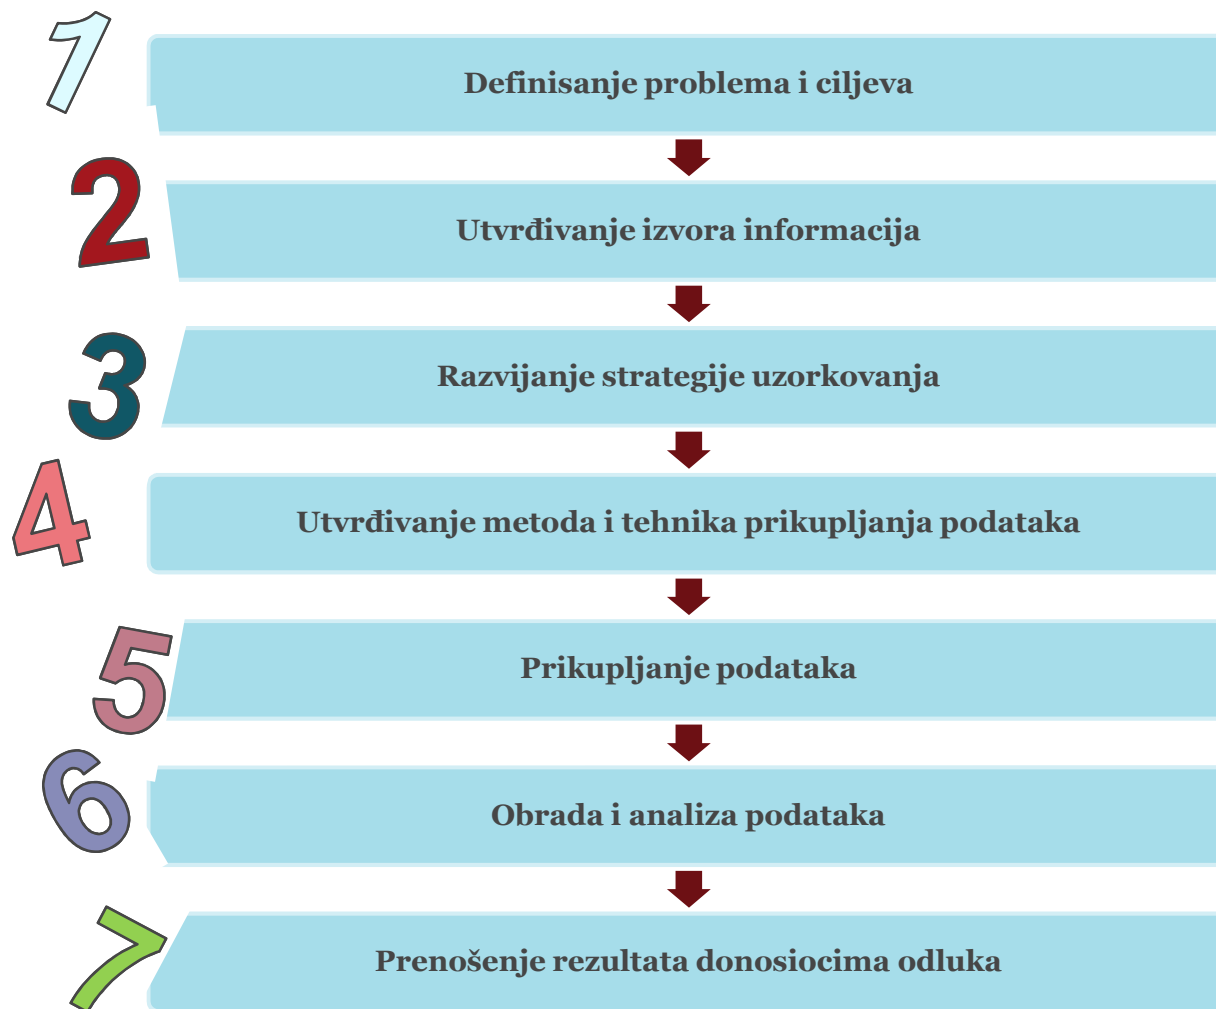 1
Definisanje problema i ciljeva
2
Utvrđivanje izvora informacija
3
Razvijanje strategije uzorkovanja
4
Utvrđivanje metoda i tehnika prikupljanja podataka
5
Prikupljanje podataka
6
Obrada i analiza podataka
7
Prenošenje rezultata donosiocima odluka